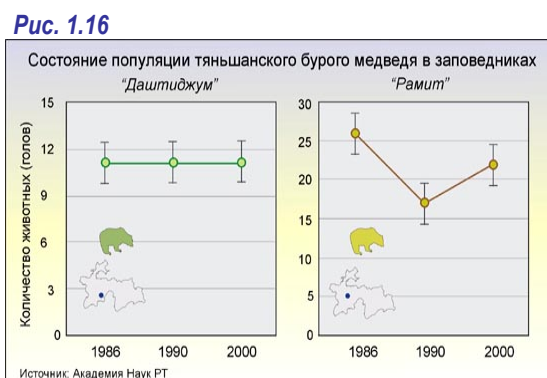 Рис. 1.16
Состояние популяции тяньшанского бурого медведя в заповедниках
"Даштиджум"
"Рамит"
Количество животных (голов)
15
12
9
6
3
0
1986 1990 2000
30
25
20
15
10
5
0
1986 1990 2000
Источник: Академия Наук РТ